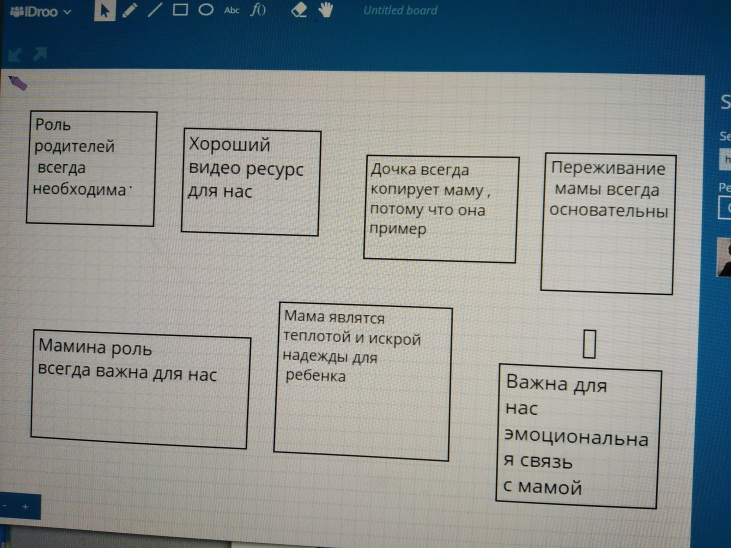 IDroo
Abc
f()
Untitled board
Роль
родителей
всегда
необходима
Хороший
видео ресурс
для нас
Дочка всегда
копирует маму ,
потому что она
пример
Переживание
мамы всегда
основательны
Мамина роль
всегда важна для нас
Мама являтся
теплотой и искрой
надежды для
ребенка
Важна для
нас
эмоциональна
я связь
с мамой